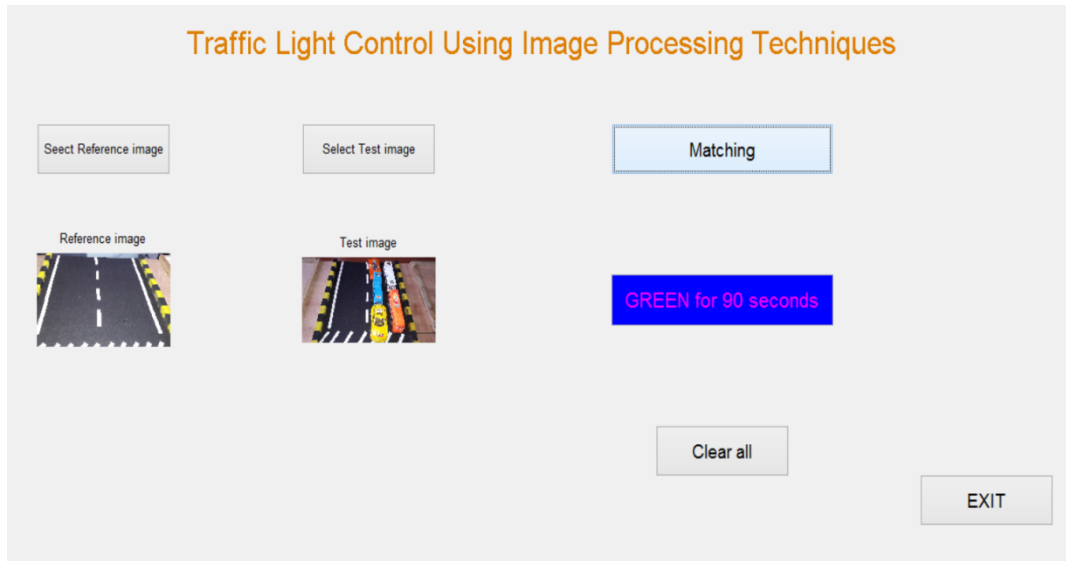 Traffic Light Control Using Image Processing Techniques
Seect Reference image
Select Test image
Matching
Reference image
Test image
GREEN for 90 seconds
Clear all
EXIT